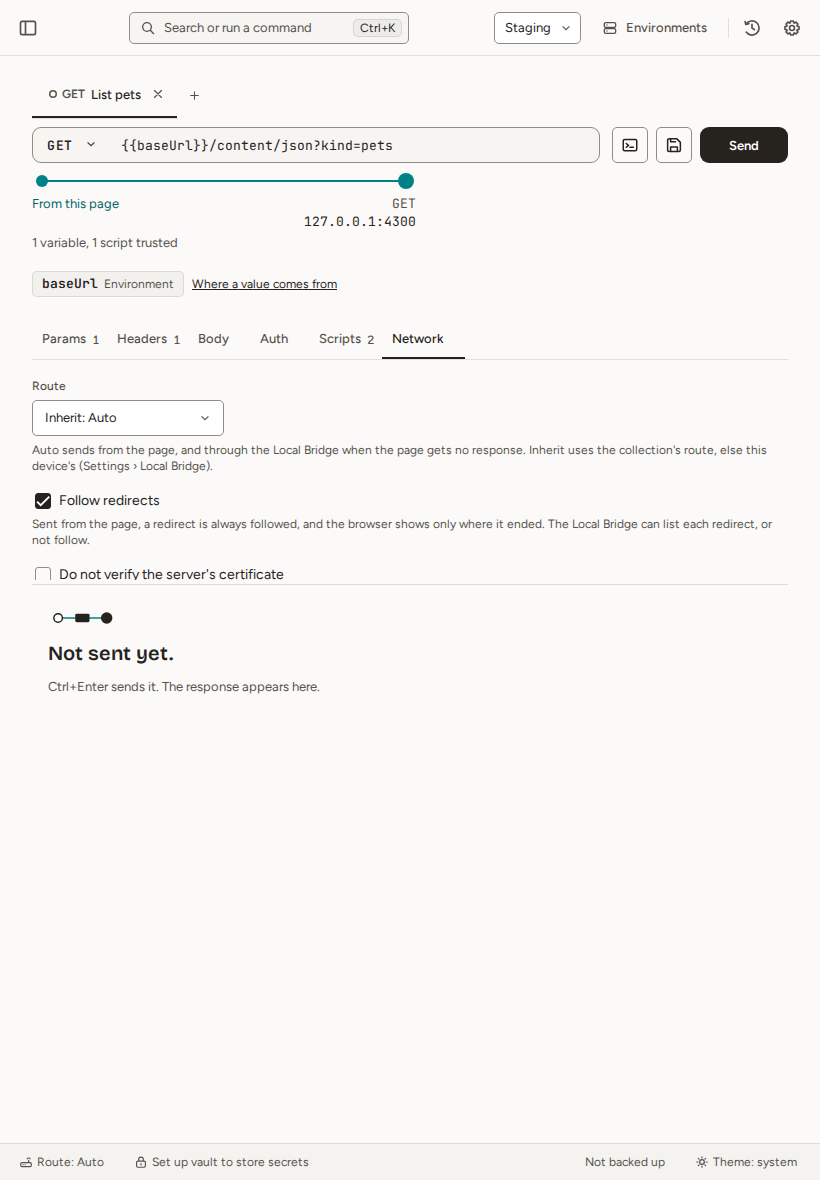 Search or run a command Ctrl+K
Staging
Environments
GET List pets
GET {{baseUrl}}/content/json?kind=pets
Send
From this page
GET
127.0.0.1:4300
1 variable, 1 script trusted
baseUrl Environment
Where a value comes from
Params 1 Headers 1 Body Auth Scripts 2 Network
Route
Inherit: Auto
Auto sends from the page, and through the Local Bridge when the page gets no response. Inherit uses the collection's route, else this
device's (Settings › Local Bridge).
Follow redirects
Sent from the page, a redirect is always followed, and the browser shows only where it ended. The Local Bridge can list each redirect, or
not follow.
Do not verify the server's certificate
Not sent yet.
Ctrl+Enter sends it. The response appears here.
Route: Auto
Set up vault to store secrets
Not backed up
Theme: system